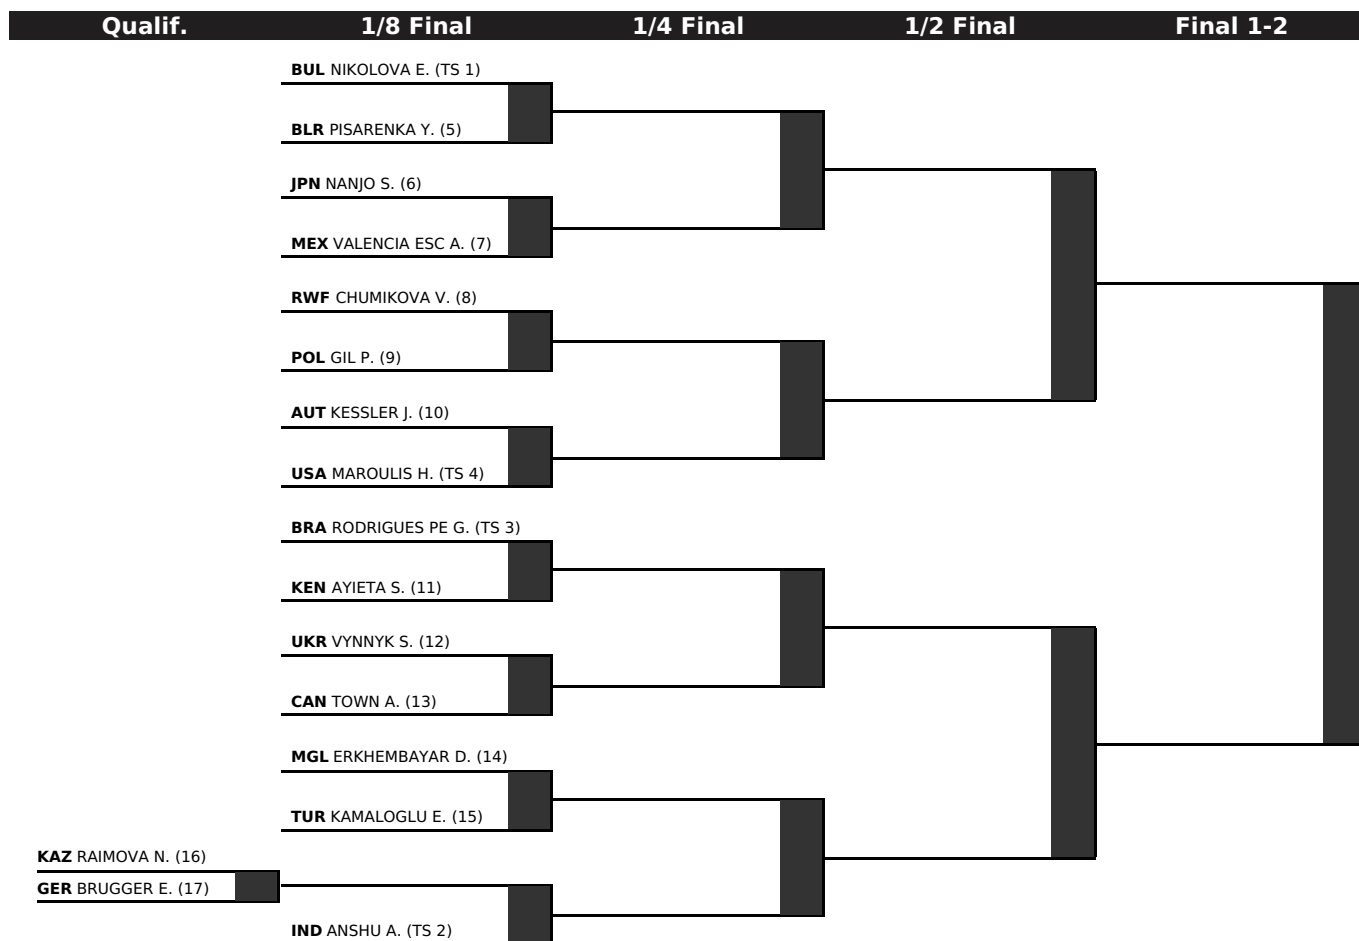 Qualif. 1/8 Final 1/4 Final 1/2 Final Final 1-2
BUL NIKOLOVA E. (TS 1)
BLR PISARENKA Y. (5)
JPN NANJO S. (6)
MEX VALENCIA ESC A. (7)
RWF CHUMIKOVA V. (8)
POL GIL P. (9)
AUT KESSLER J. (10)
USA MAROULIS H. (TS 4)
BRA RODRIGUES PE G. (TS 3)
KEN AYIETA S. (11)
UKR VYNNYK S. (12)
CAN TOWN A. (13)
MGL ERKHEMBAYAR D. (14)
TUR KAMALOGLU E. (15)
KAZ RAIMOVA N. (16)
GER BRUGGER E. (17)
IND ANSHU A. (TS 2)